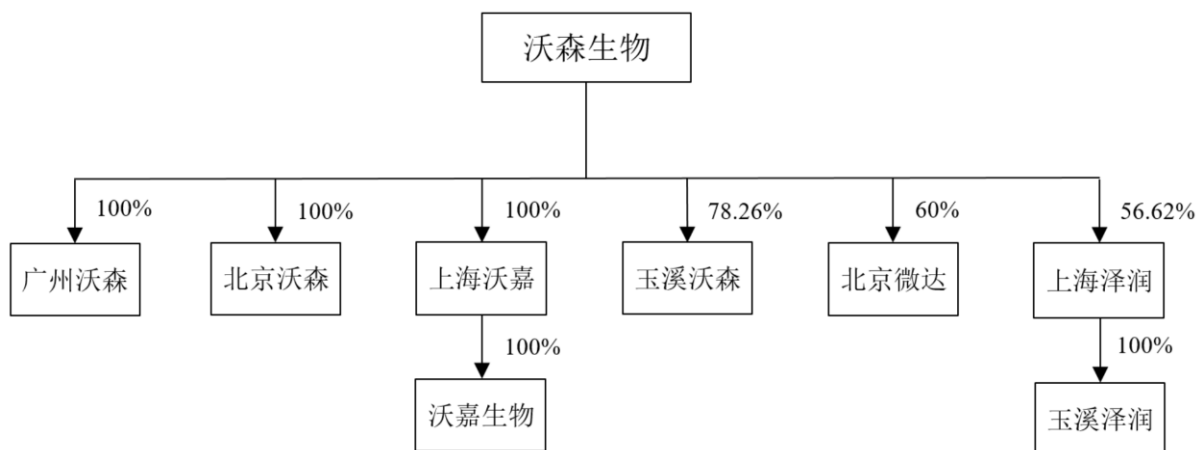 沃森生物
100%
100%
100%
78.26%
60%
56.62%
广州沃森
北京沃森
上海沃嘉
玉溪沃森
北京微达
上海泽润
100%
100%
沃嘉生物
玉溪泽润